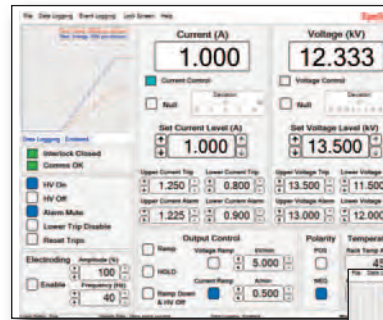 File Data Logging Event Logging Lock Screen Help
Current (A)
Voltage (kV)
1.000
12.333
Current Control
Voltage Control
Deviation
Deviation
Null
Null
Data Logging - Enabled
Set Current Level (A)
Set Voltage Level (kV)
1.000
13.500
Interlock Closed
Comms OK
Upper Current Trip
Lower Current Trip
Upper Voltage Trip
Lower Voltage
1.250
0.800
13.500
11.500
HV On
HV Off
Alarm Mute
Lower Trip Disable
Reset Trips
Upper Current Alarm
Lower Current Alarm
Upper Voltage Alarm
Lower Voltage
1.225
0.900
13.000
12.000
Output Control
Polarity
Ramp
Voltage Ramp
kV/min
5.000
POS
HOLD
Current Ramp
A/min
0.500
NEG
Ramp Down
& HV Off
Rack Temp
45
Electroding
Amplitude (%)
100
Enable
Frequency (Hz)
40